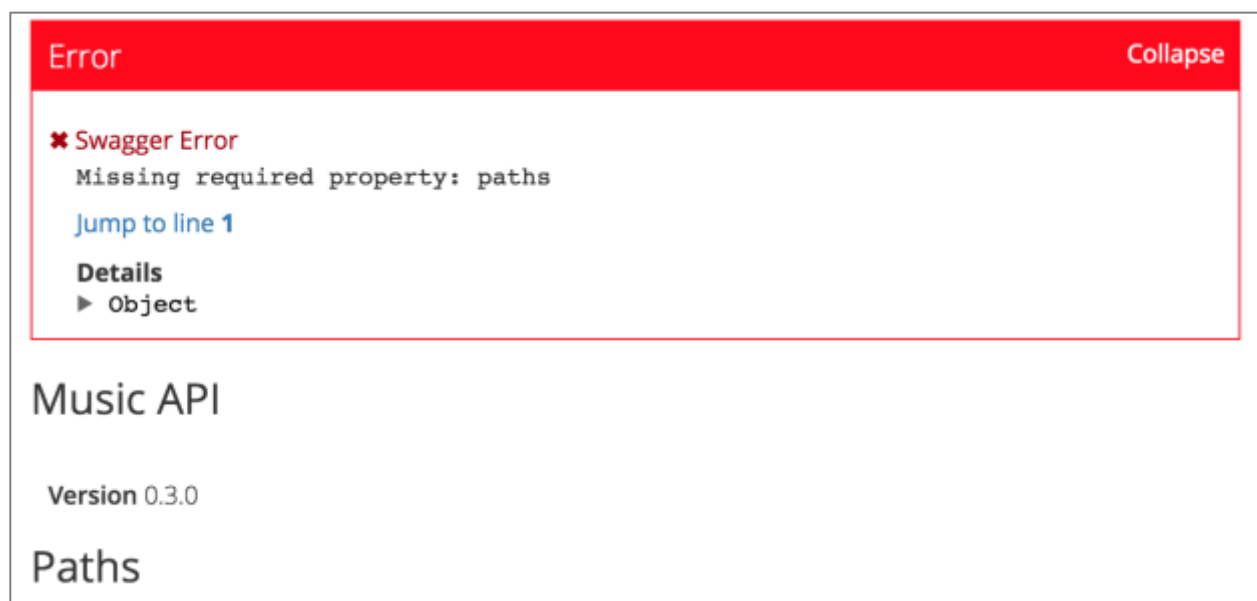 Error
Collapse
✖ Swagger Error
Missing required property: paths
Jump to line 1
Details
▶ Object
Music API
Version 0.3.0
Paths